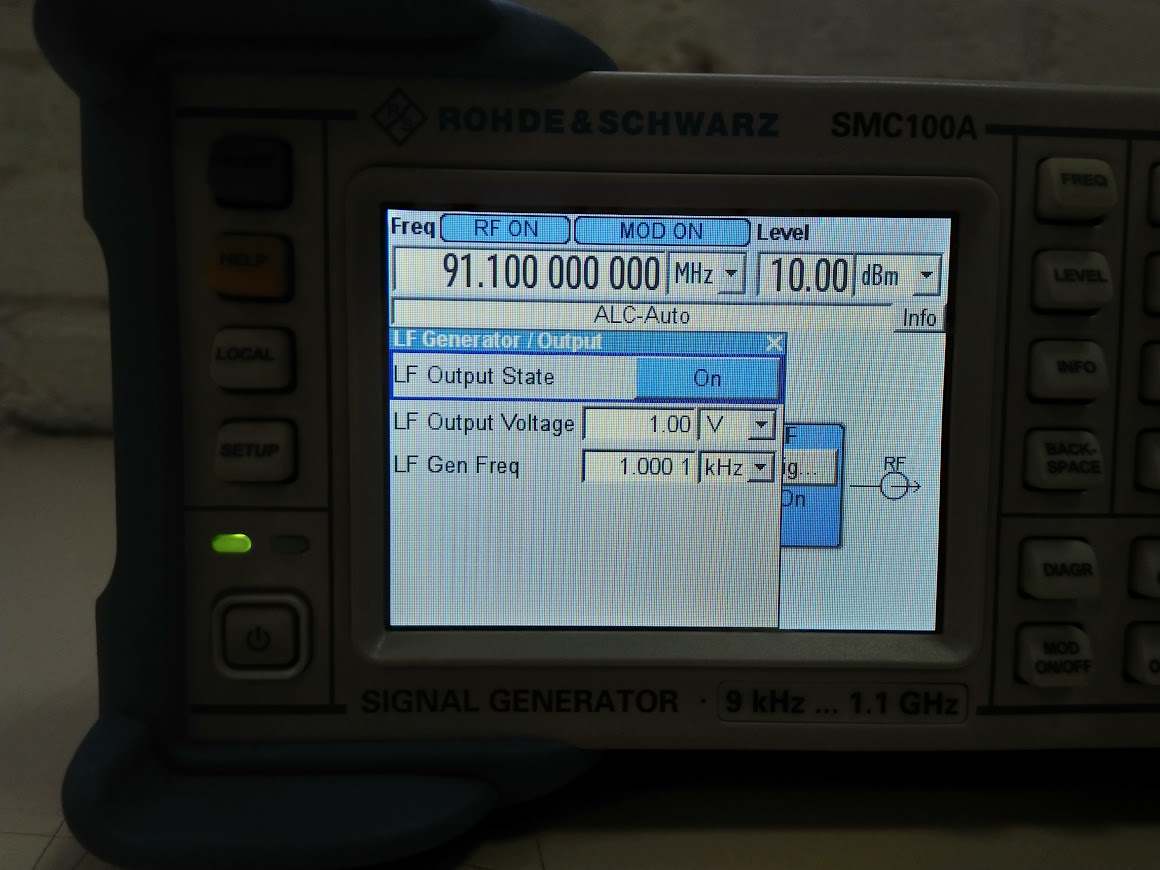 ROHDE&SCHWARZ SMC100A
Freq RF ON MOD ON Level
91.100 000 000 MHz 10.00 dBm
ALC-Auto Info
LF Generator / Output
LF Output State On
LF Output Voltage 1.00 V
LF Gen Freq 1.000 1 kHz
ig...
On
RF
HELP
LOCAL
SETUP
FREQ
LEVEL
INFO
BACK-
SPACE
DIAGR
MOD
ON/OFF
SIGNAL GENERATOR · 9 kHz ... 1.1 GHz